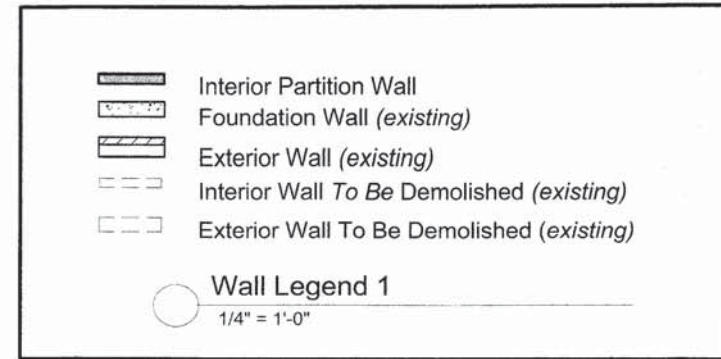 Interior Partition Wall
Foundation Wall (existing)
Exterior Wall (existing)
Interior Wall To Be Demolished (existing)
Exterior Wall To Be Demolished (existing)
Wall Legend 1
1/4" = 1'-0"